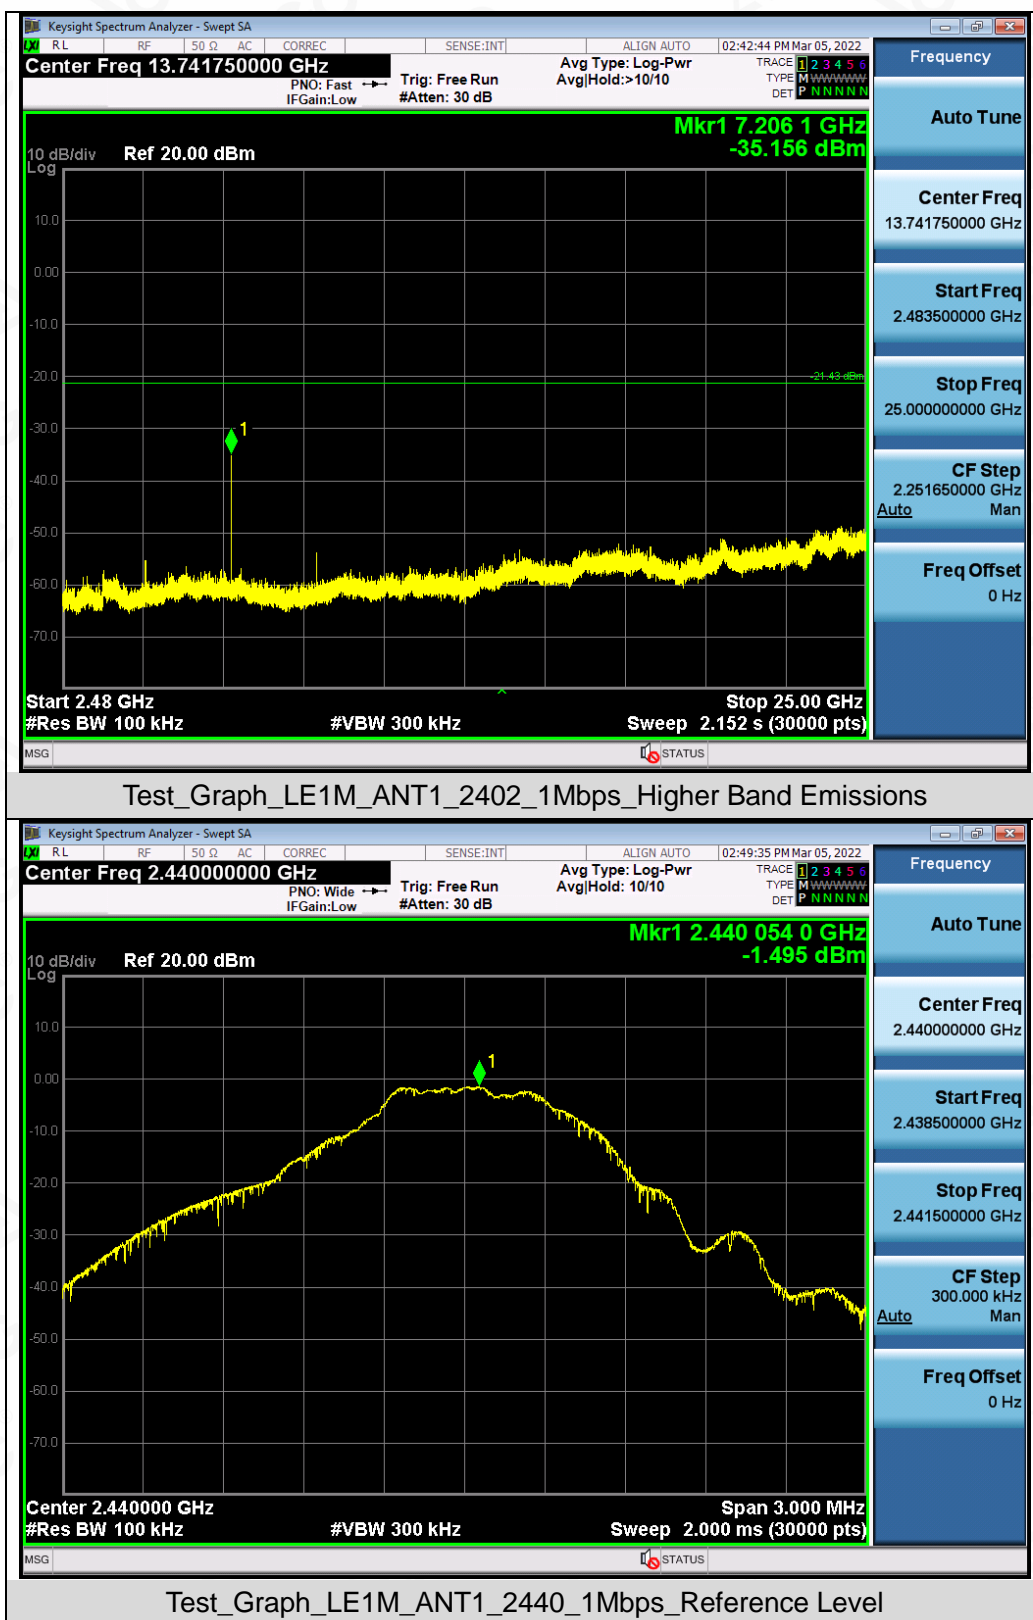 Keysight Spectrum Analyzer - Swept SA
LXI RL RF 50 Ω AC CORREC SENSE:INT ALIGN AUTO 02:42:44 PM Mar 05, 2022
Center Freq 13.741750000 GHz
PNO: Fast
IFGain:Low
Trig: Free Run
#Atten: 30 dB
Avg Type: Log-Pwr
Avg|Hold:>10/10
TRACE 1 2 3 4 5 6
TYPE M WWWWW
DET P N N N N N
Mkr1 7.206 1 GHz
-35.156 dBm
10 dB/div Ref 20.00 dBm
Log
10.0
0.00
-10.0
-20.0
-21.43 dBm
-30.0
1
-40.0
-50.0
-60.0
-70.0
Start 2.48 GHz Stop 25.00 GHz
#Res BW 100 kHz #VBW 300 kHz Sweep 2.152 s (30000 pts)
MSG STATUS
Frequency
Auto Tune
Center Freq
13.741750000 GHz
Start Freq
2.483500000 GHz
Stop Freq
25.000000000 GHz
CF Step
2.251650000 GHz
Auto Man
Freq Offset
0 Hz
Test_Graph_LE1M_ANT1_2402_1Mbps_Higher Band Emissions
Keysight Spectrum Analyzer - Swept SA
LXI RL RF 50 Ω AC CORREC SENSE:INT ALIGN AUTO 02:49:35 PM Mar 05, 2022
Center Freq 2.440000000 GHz
PNO: Wide
IFGain:Low
Trig: Free Run
#Atten: 30 dB
Avg Type: Log-Pwr
Avg|Hold: 10/10
TRACE 1 2 3 4 5 6
TYPE M WWWWW
DET P N N N N N
Mkr1 2.440 054 0 GHz
-1.495 dBm
10 dB/div Ref 20.00 dBm
Log
10.0
1
0.00
-10.0
-20.0
-30.0
-40.0
-50.0
-60.0
-70.0
Center 2.440000 GHz Span 3.000 MHz
#Res BW 100 kHz #VBW 300 kHz Sweep 2.000 ms (30000 pts)
MSG STATUS
Frequency
Auto Tune
Center Freq
2.440000000 GHz
Start Freq
2.438500000 GHz
Stop Freq
2.441500000 GHz
CF Step
300.000 kHz
Auto Man
Freq Offset
0 Hz
Test_Graph_LE1M_ANT1_2440_1Mbps_Reference Level